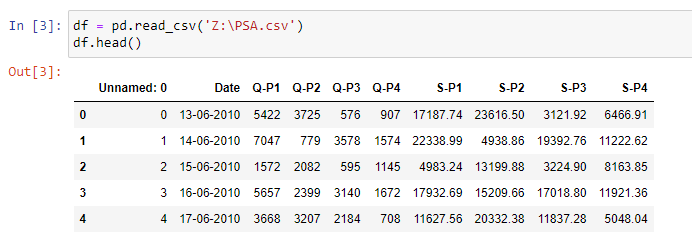 In [3]: df = pd.read_csv('Z:\PSA.csv')
df.head()
Out[3]:
Unnamed: 0 Date Q-P1 Q-P2 Q-P3 Q-P4 S-P1 S-P2 S-P3 S-P4
0 0 13-06-2010 5422 3725 576 907 17187.74 23616.50 3121.92 6466.91
1 1 14-06-2010 7047 779 3578 1574 22338.99 4938.86 19392.76 11222.62
2 2 15-06-2010 1572 2082 595 1145 4983.24 13199.88 3224.90 8163.85
3 3 16-06-2010 5657 2399 3140 1672 17932.69 15209.66 17018.80 11921.36
4 4 17-06-2010 3668 3207 2184 708 11627.56 20332.38 11837.28 5048.04